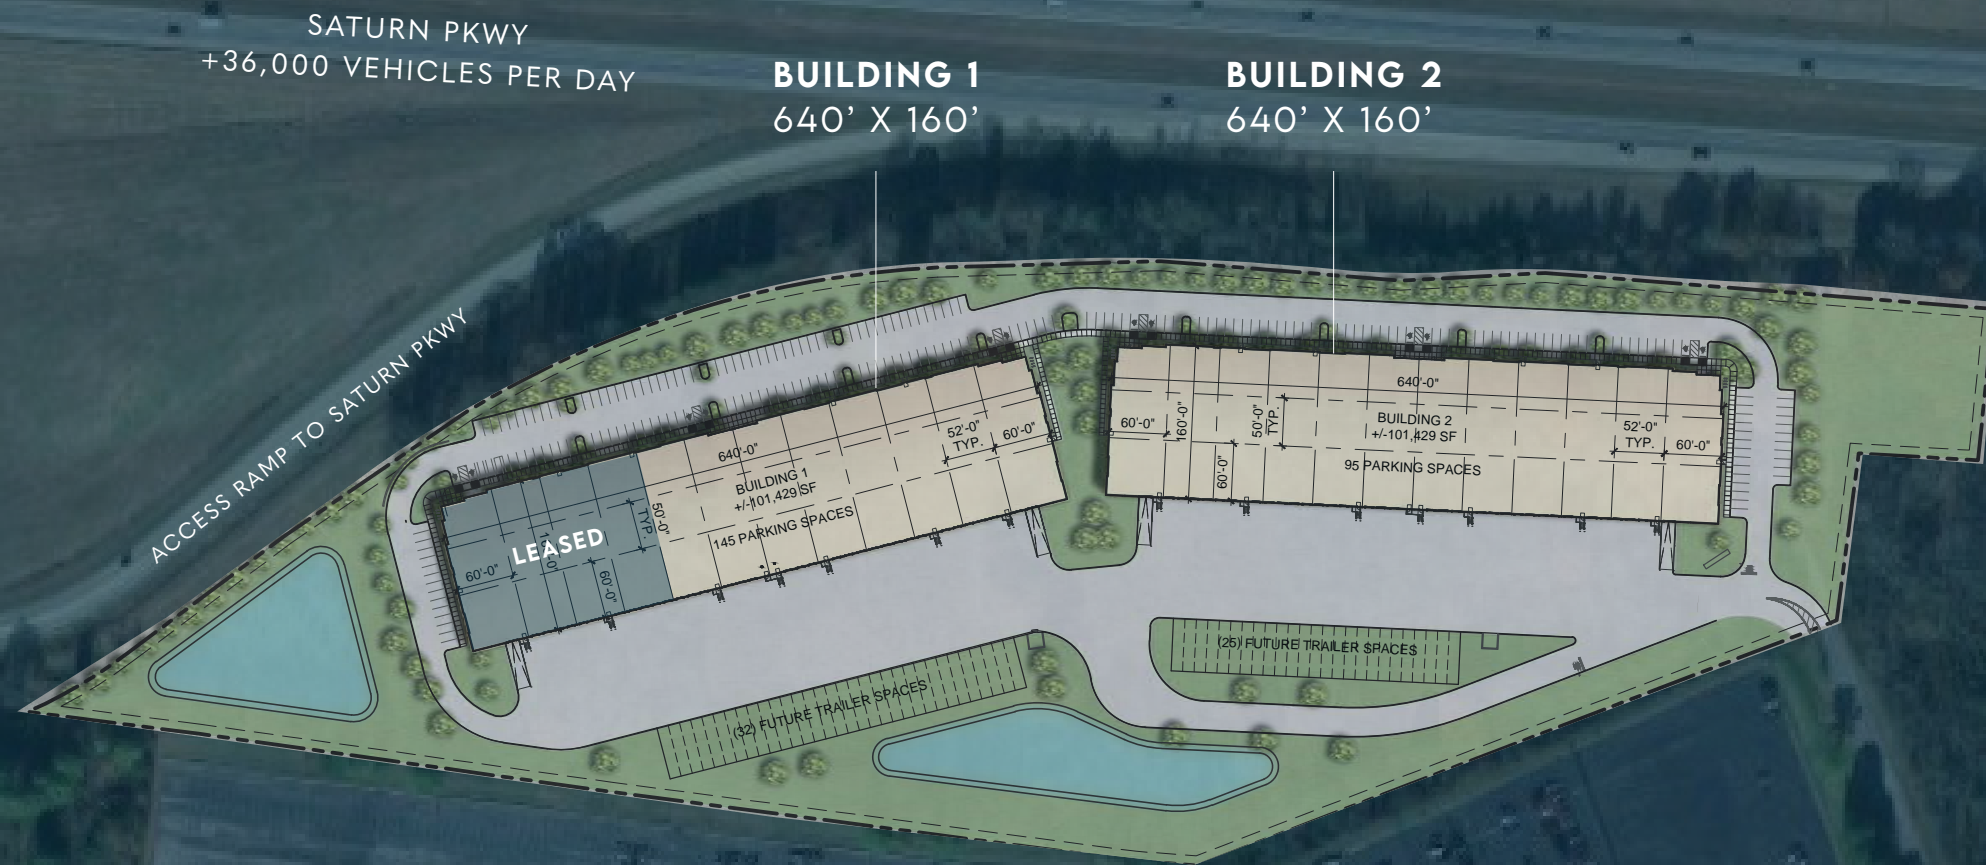 SATURN PKWY
+36,000 VEHICLES PER DAY
BUILDING 1
640’ X 160’
BUILDING 2
640’ X 160’
ACCESS RAMP TO SATURN PKWY
640'-0"
BUILDING 1
+/-101,429 SF
145 PARKING SPACES
52'-0"
TYP.
60'-0"
50'-0"
TYP.
LEASED
60'-0"
60'-0"
640'-0"
BUILDING 2
+/-101,429 SF
95 PARKING SPACES
60'-0"
160'-0"
50'-0"
TYP.
60'-0"
52'-0"
TYP.
60'-0"
(32) FUTURE TRAILER SPACES
(25) FUTURE TRAILER SPACES